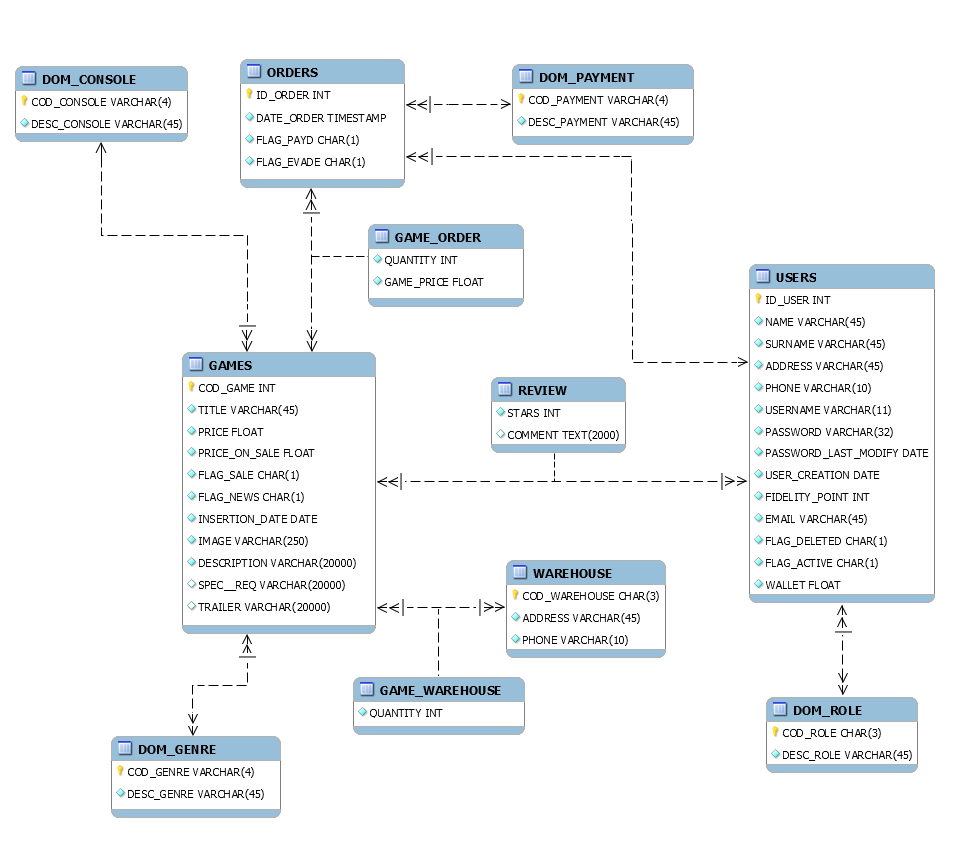 DOM_CONSOLE
COD_CONSOLE VARCHAR(4)
DESC_CONSOLE VARCHAR(45)
ORDERS
ID_ORDER INT
DATE_ORDER TIMESTAMP
FLAG_PAYD CHAR(1)
FLAG_EVADE CHAR(1)
DOM_PAYMENT
COD_PAYMENT VARCHAR(4)
DESC_PAYMENT VARCHAR(45)
GAME_ORDER
QUANTITY INT
GAME_PRICE FLOAT
USERS
ID_USER INT
NAME VARCHAR(45)
SURNAME VARCHAR(45)
ADDRESS VARCHAR(45)
PHONE VARCHAR(10)
USERNAME VARCHAR(11)
PASSWORD VARCHAR(32)
PASSWORD_LAST_MODIFY DATE
USER_CREATION DATE
FIDELITY_POINT INT
EMAIL VARCHAR(45)
FLAG_DELETED CHAR(1)
FLAG_ACTIVE CHAR(1)
WALLET FLOAT
GAMES
COD_GAME INT
TITLE VARCHAR(45)
PRICE FLOAT
PRICE_ON_SALE FLOAT
FLAG_SALE CHAR(1)
FLAG_NEWS CHAR(1)
INSERTION_DATE DATE
IMAGE VARCHAR(250)
DESCRIPTION VARCHAR(20000)
SPEC__REQ VARCHAR(20000)
TRAILER VARCHAR(20000)
REVIEW
STARS INT
COMMENT TEXT(2000)
WAREHOUSE
COD_WAREHOUSE CHAR(3)
ADDRESS VARCHAR(45)
PHONE VARCHAR(10)
GAME_WAREHOUSE
QUANTITY INT
DOM_ROLE
COD_ROLE CHAR(3)
DESC_ROLE VARCHAR(45)
DOM_GENRE
COD_GENRE VARCHAR(4)
DESC_GENRE VARCHAR(45)